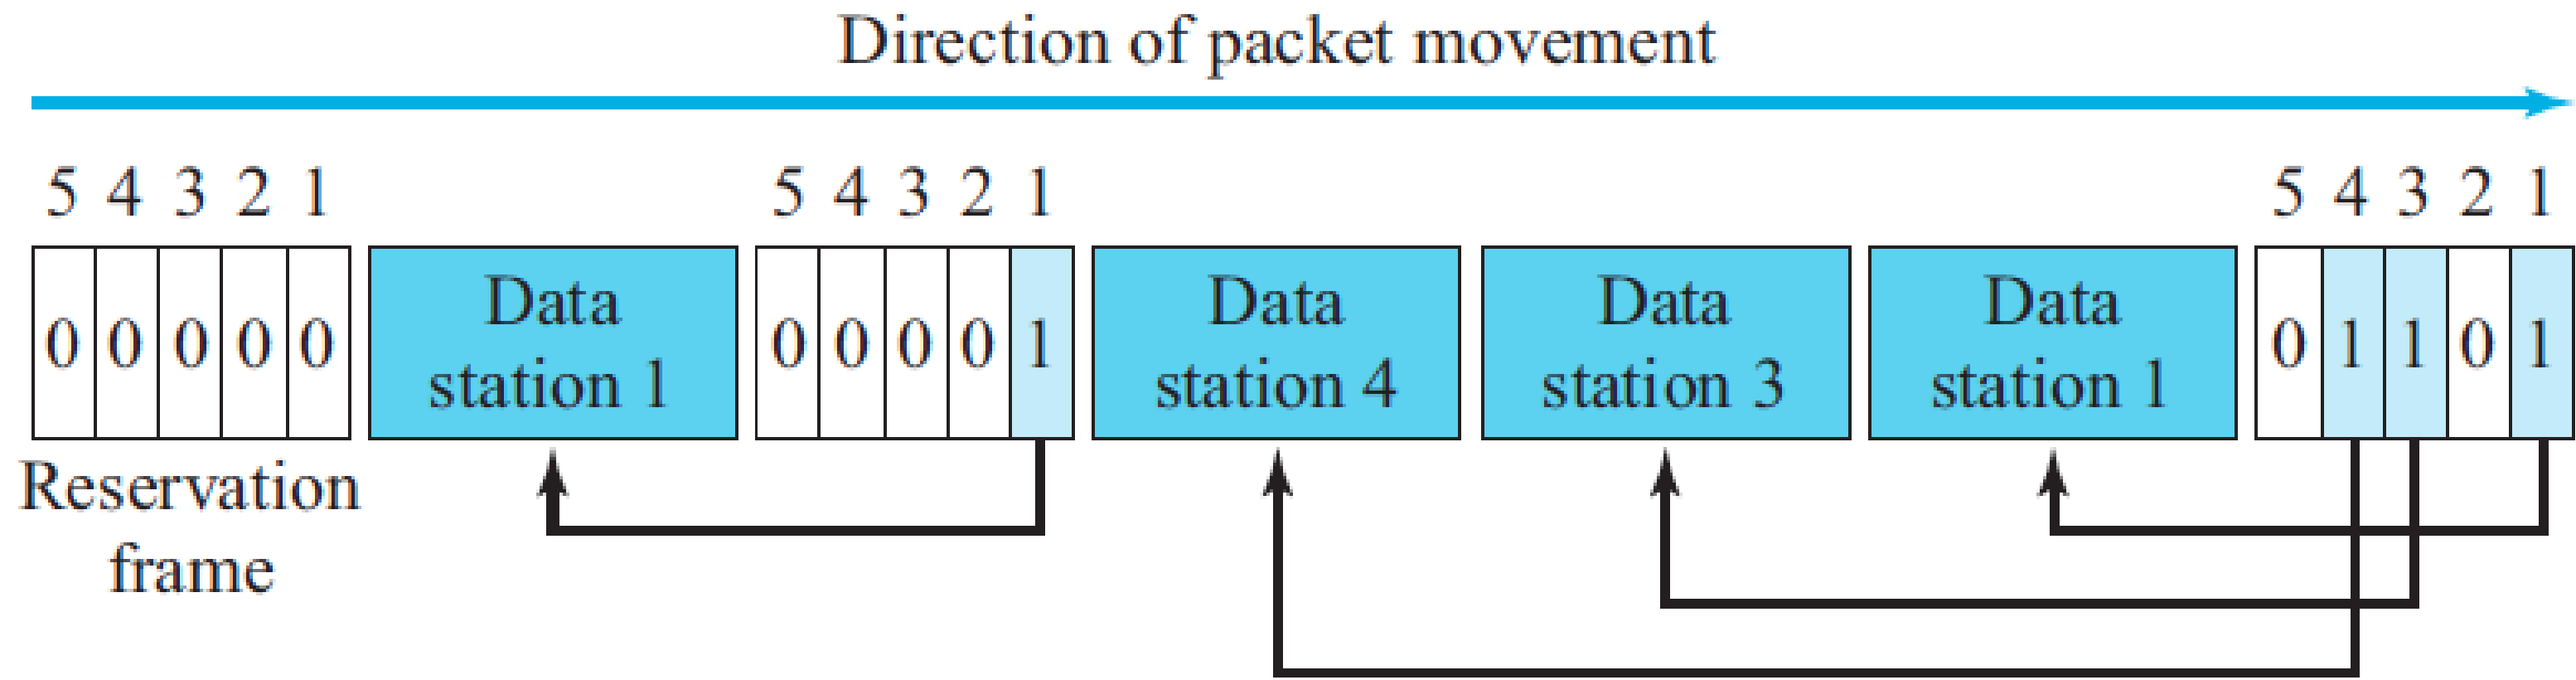 Direction of packet movement
5 4 3 2 1 5 4 3 2 1 5 4 3 2 1
0 0 0 0 0 Data station 1 0 0 0 0 1 Data station 4 Data station 3 Data station 1 0 1 1 0 1
Reservation
frame